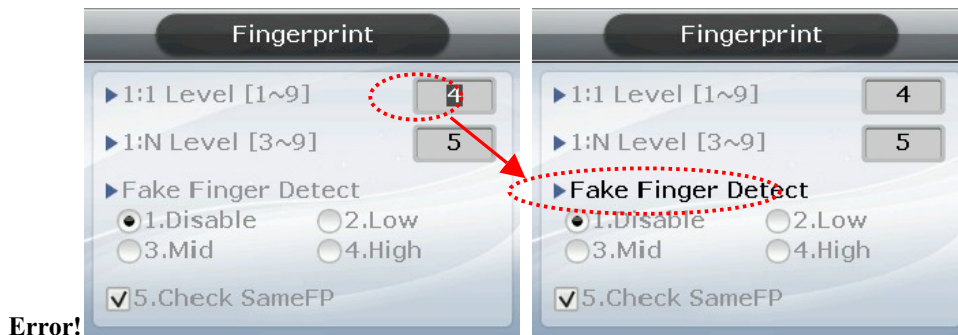 Fingerprint
1:1 Level [1~9] 4
1:N Level [3~9] 5
Fake Finger Detect
1.Disable 2.Low
3.Mid 4.High
5.Check SameFP
Fingerprint
1:1 Level [1~9] 4
1:N Level [3~9] 5
Fake Finger Detect
1.Disable 2.Low
3.Mid 4.High
5.Check SameFP
Error!